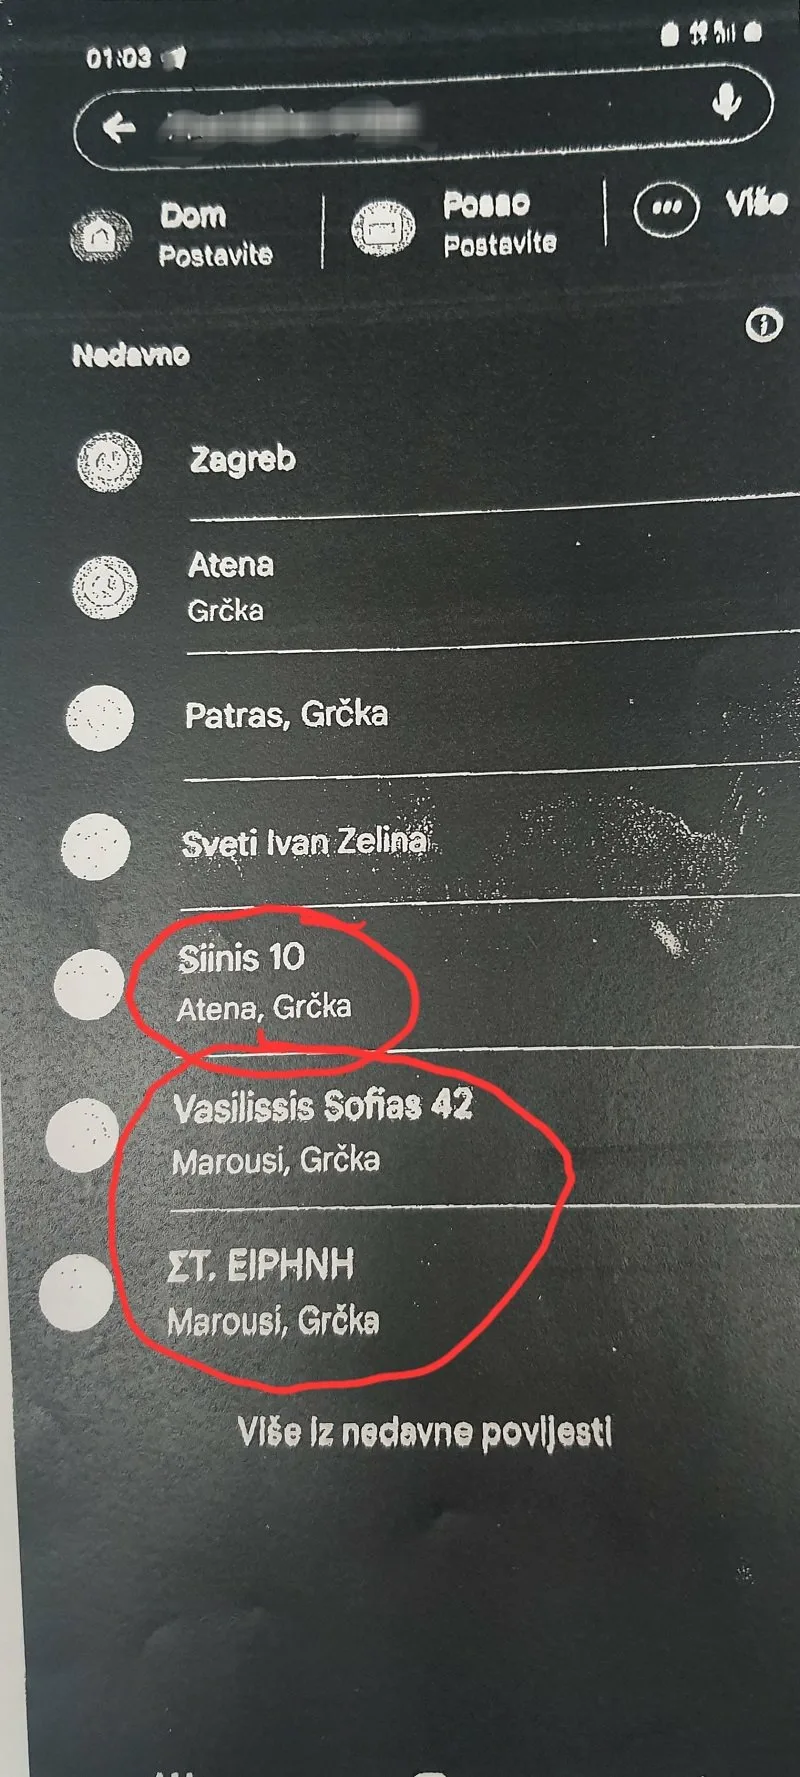 01:03
Dom
Postavite
Posao
Postavite
Više
Nedavno
Zagreb
Atena
Grčka
Patras, Grčka
Sveti Ivan Zelina
Siinis 10
Atena, Grčka
Vasilissis Sofias 42
Marousi, Grčka
ΣΤ. ΕΙΡΗΝΗ
Marousi, Grčka
Više iz nedavne povijesti